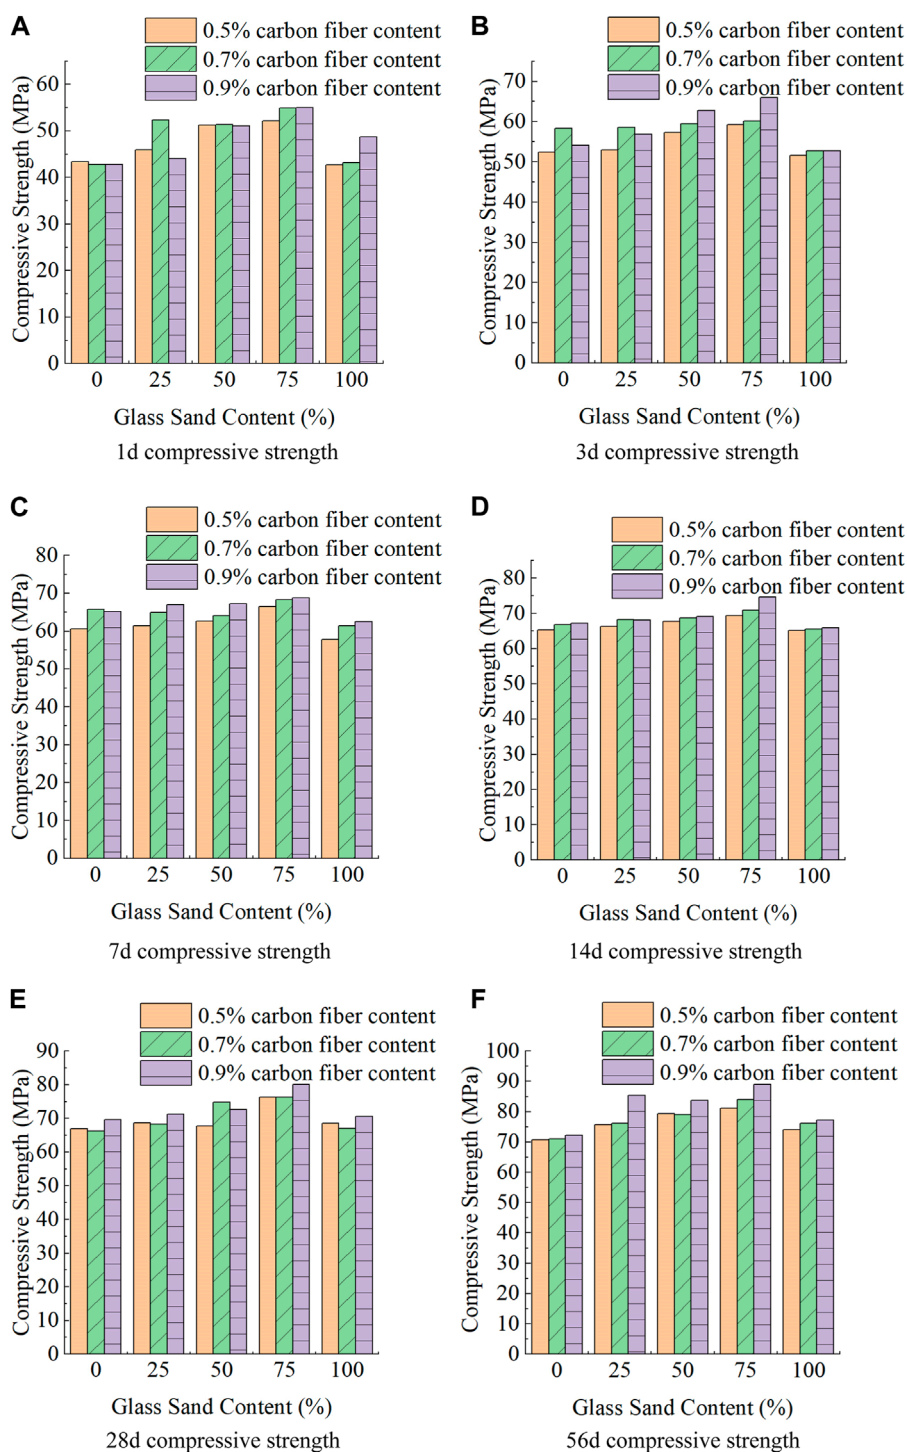 A
0.5% carbon fiber content
0.7% carbon fiber content
0.9% carbon fiber content
Compressive Strength (MPa)
60
50
40
30
20
10
0
0 25 50 75 100
Glass Sand Content (%)
1d compressive strength
B
0.5% carbon fiber content
0.7% carbon fiber content
0.9% carbon fiber content
Compressive Strength (MPa)
70
60
50
40
30
20
10
0
0 25 50 75 100
Glass Sand Content (%)
3d compressive strength
C
0.5% carbon fiber content
0.7% carbon fiber content
0.9% carbon fiber content
Compressive Strength (MPa)
80
70
60
50
40
30
20
10
0
0 25 50 75 100
Glass Sand Content (%)
7d compressive strength
D
0.5% carbon fiber content
0.7% carbon fiber content
0.9% carbon fiber content
Compressive Strength (MPa)
80
70
60
50
40
30
20
10
0
0 25 50 75 100
Glass Sand Content (%)
14d compressive strength
E
0.5% carbon fiber content
0.7% carbon fiber content
0.9% carbon fiber content
Compressive Strength (MPa)
90
80
70
60
50
40
30
20
10
0
0 25 50 75 100
Glass Sand Content (%)
28d compressive strength
F
0.5% carbon fiber content
0.7% carbon fiber content
0.9% carbon fiber content
Compressive Strength (MPa)
100
90
80
70
60
50
40
30
20
10
0
0 25 50 75 100
Glass Sand Content (%)
56d compressive strength